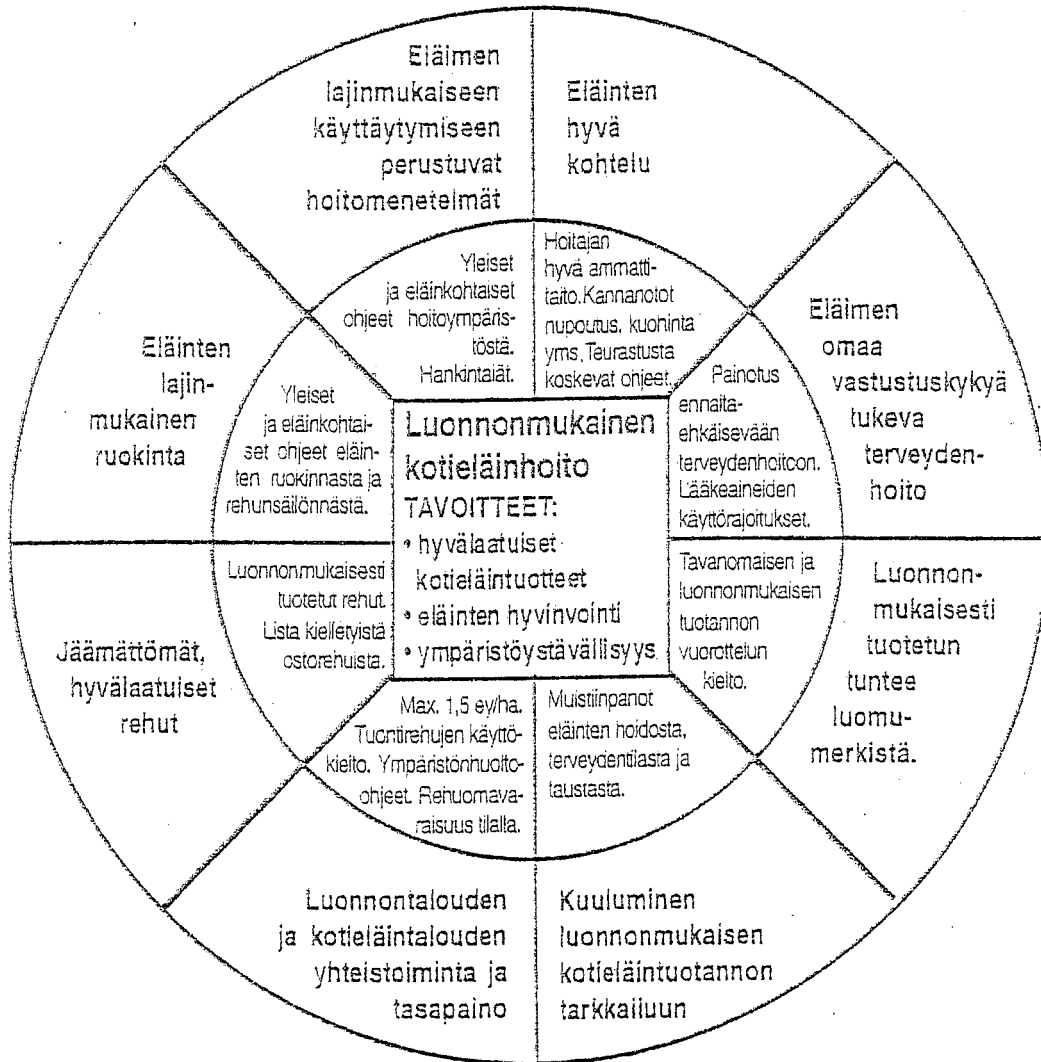 Eläimen
lajinmukaiseen
käyttäytymiseen
perustuvat
hoitomenetelmät
Eläinten
hyvä
kohtelu
Yleiset
ja eläinkohtaiset
ohjeet hoitoympäris-
töstä.
Hankintaiät.
Hoitajan
hyvä ammatti-
taito. Kannanotot
nupoutus, kuohinta
yms. Teurastusta
koskevat ohjeet.
Eläinten
lajin-
mukainen
ruokinta
Yleiset
ja eläinkohtai-
set ohjeet eläin-
ten ruokinnasta ja
rehunsäilönnästä.
Painotus
ennalta-
ehkäisevään
terveydenhoitoon.
Lääkeaineiden
käyttörajoitukset.
Eläimen
omaa
vastustuskykyä
tukeva
terveyden-
hoito
Luonnonmukainen
kotieläinhoito
TAVOITTEET:
• hyvälaatuiset
kotieläintuotteet
• eläinten hyvinvointi
• ympäristöystävällisyys
Jäämättömät,
hyvälaatuiset
rehut
Luonnonmukaisesti
tuotetut rehut.
Lista kielletyistä
ostorehuista.
Tavanomaisen ja
luonnonmukaisen
tuotannon
vuorottelun
kielto.
Luonnon-
mukaisesti
tuotetun
tuntee
luomu-
merkistä.
Max. 1,5 ey/ha.
Tuontirehujen käyttö-
kielto. Ympäristönhuoito-
ohjeet. Rehuomava-
raisuus tilalla.
Muistiinpanot
eläinten hoidosta,
terveydentilasta ja
taustasta.
Luonnontalouden
ja kotieläintalouden
yhteistoiminta ja
tasapaino
Kuuluminen
luonnonmukaisen
kotieläintuotannon
tarkkailuun